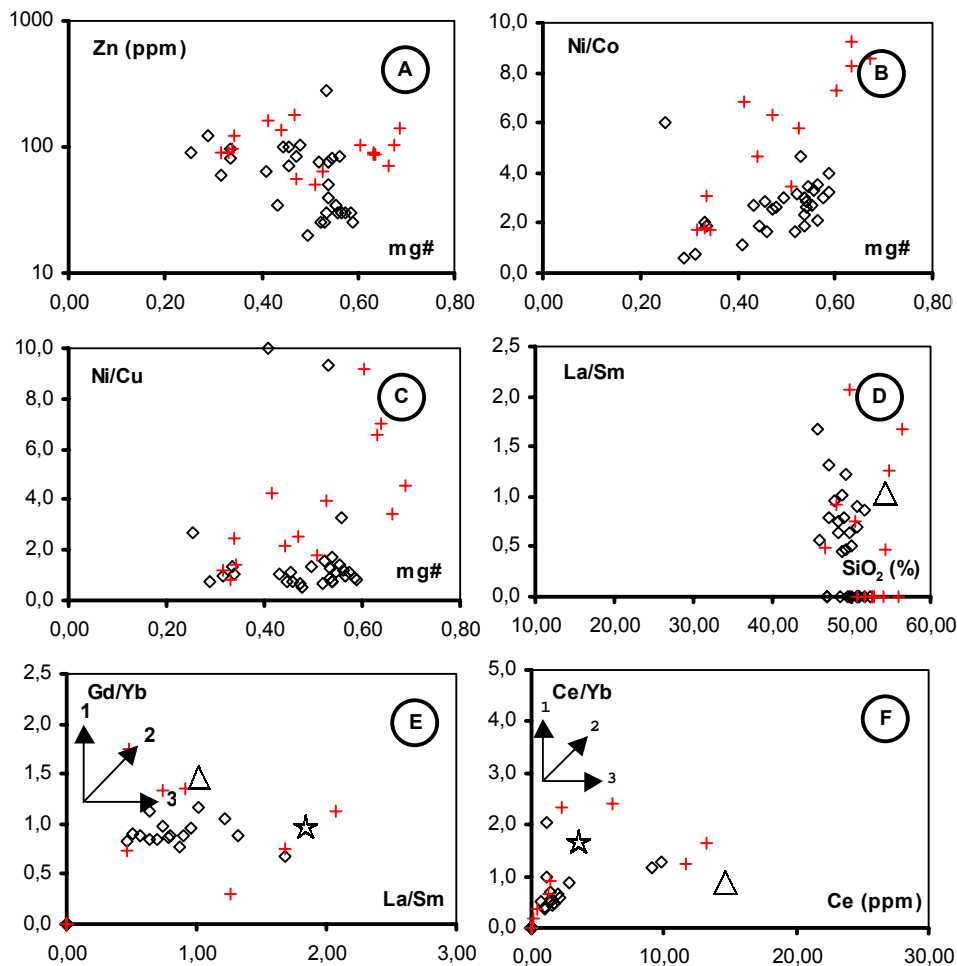 1000
Zn (ppm)
A
100
mg#
10
0,00 0,20 0,40 0,60 0,80
10,0
Ni/Co
B
8,0
6,0
4,0
2,0
mg#
0,0
0,00 0,20 0,40 0,60 0,80
10,0
Ni/Cu
C
8,0
6,0
4,0
2,0
mg#
0,0
0,00 0,20 0,40 0,60 0,80
2,5
La/Sm
D
2,0
1,5
1,0
0,5
SiO₂ (%)
0,0
10,00 20,00 30,00 40,00 50,00 60,00
2,5
Gd/Yb
E
1
2
2,0
1,5
3
1,0
0,5
La/Sm
0,0
0,00 1,00 2,00 3,00
5,0
Ce/Yb
F
1
2
4,0
3
3,0
2,0
1,0
Ce (ppm)
0,0
0,00 10,00 20,00 30,00